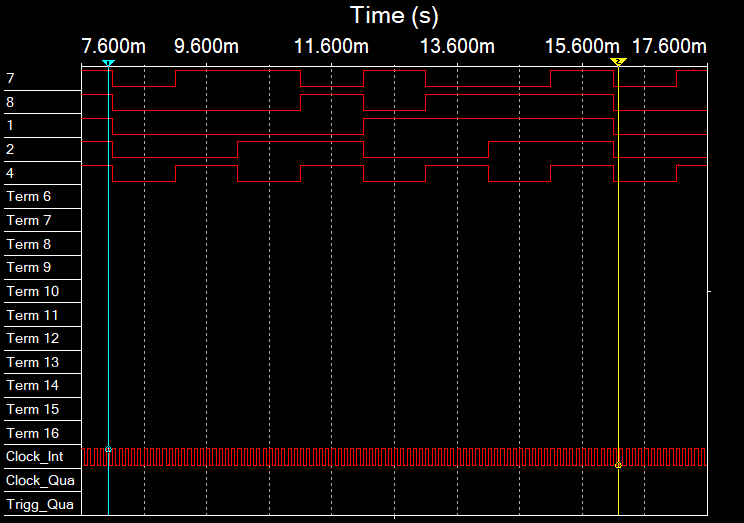 Time (s)
7.600m 9.600m 11.600m 13.600m 15.600m 17.600m
1 2
7
8
1
2
4
Term 6
Term 7
Term 8
Term 9
Term 10
Term 11
Term 12
Term 13
Term 14
Term 15
Term 16
Clock_Int
Clock_Qua
Trigg_Qua